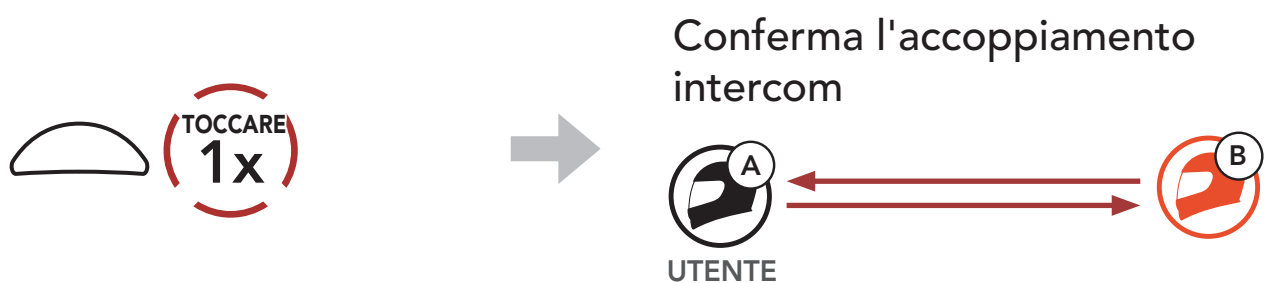 Conferma l'accoppiamento
intercom
TOCCARE
1x
A
B
UTENTE